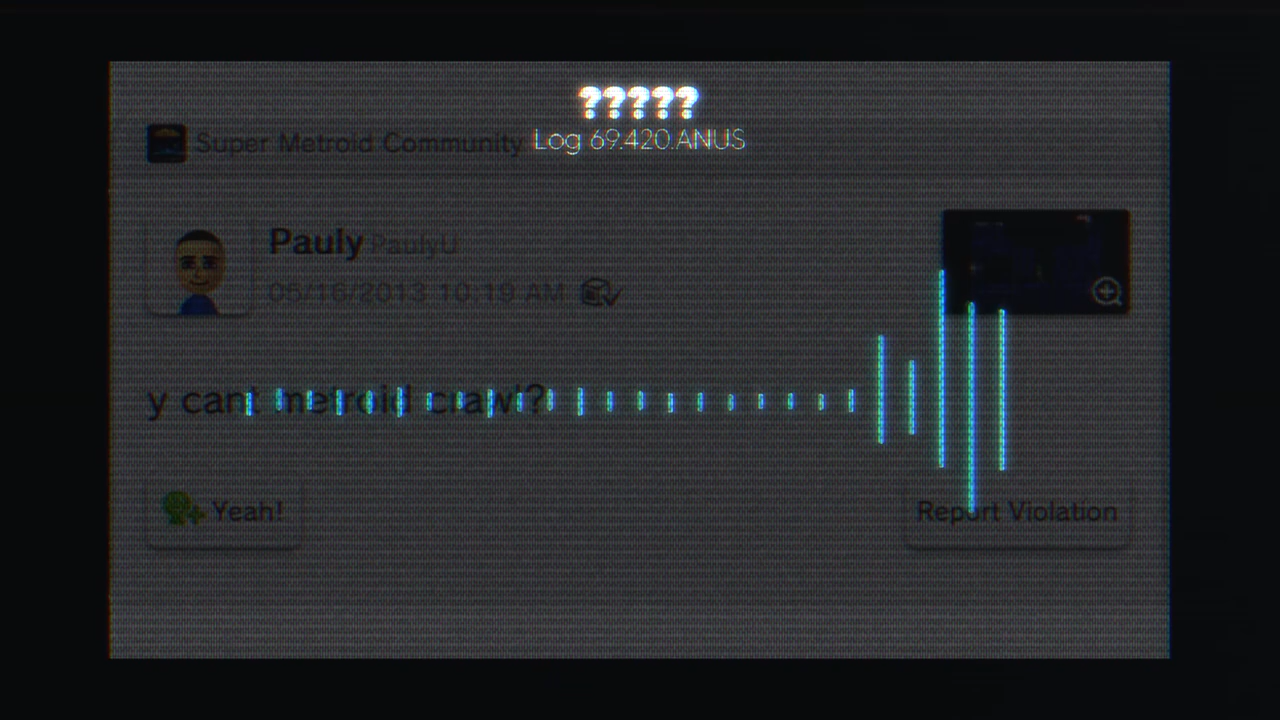 ?????
Log 69.420.ANUS
Super Metroid Community
Pauly PaulyU
05/16/2013 10:19 AM
y cant metroid crawl?
Yeah!
Report Violation